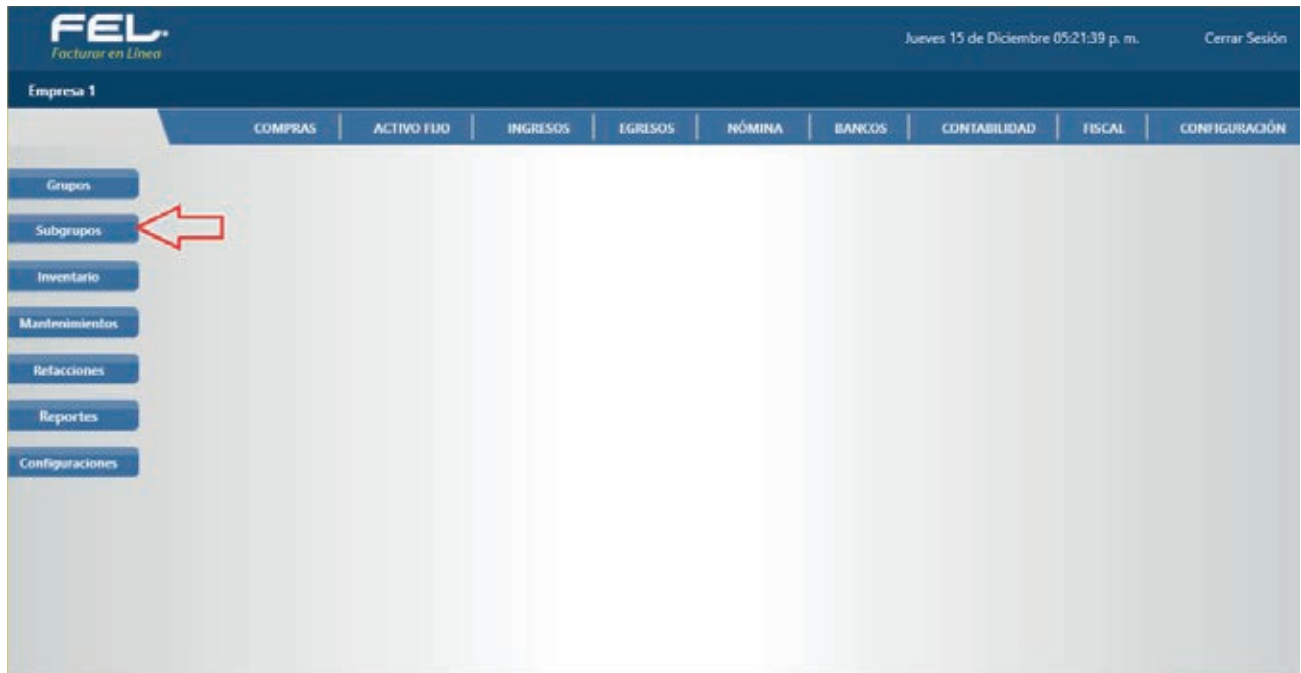 FEL.
Facturar en Línea
Jueves 15 de Diciembre 05:21:39 p. m.
Cerrar Sesión
Empresa 1
COMPRAS
ACTIVO FIJO
INGRESOS
EGRESOS
NÓMINA
BANCOS
CONTABILIDAD
FISCAL
CONFIGURACIÓN
Grupos
Subgrupos
Inventario
Mantenimientos
Refacciones
Reportes
Configuraciones